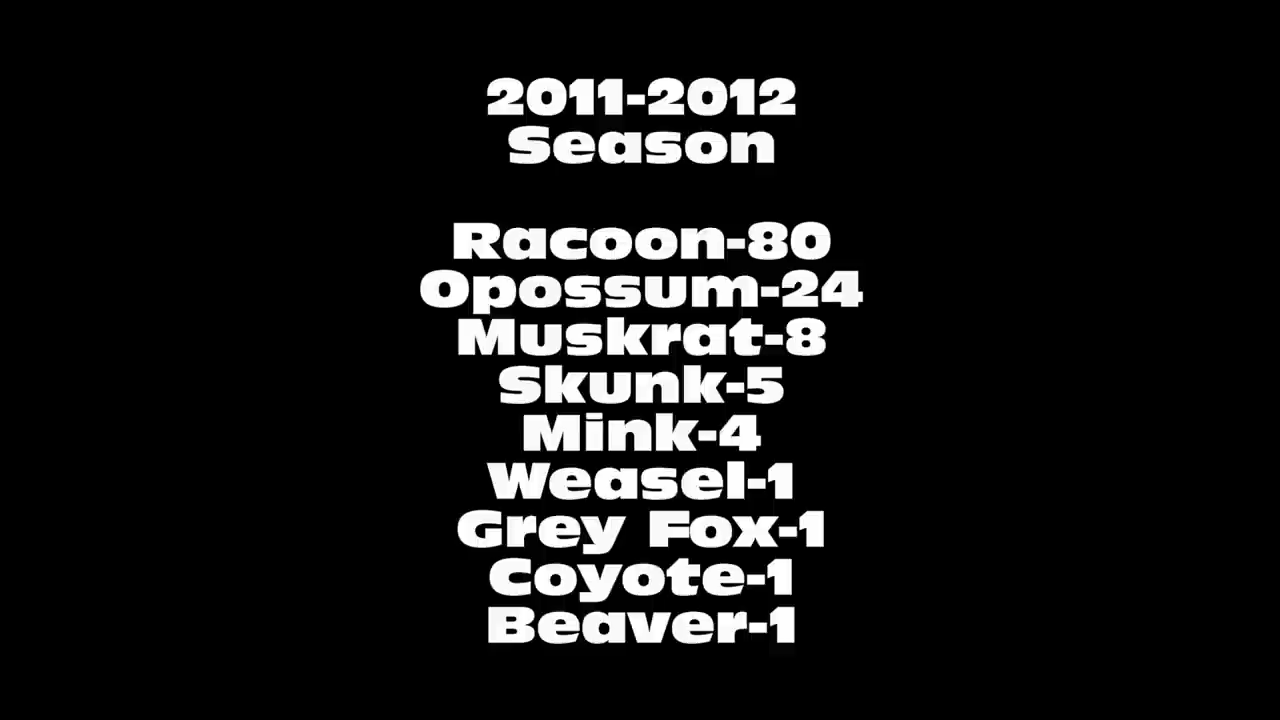 2011-2012
Season
Racoon-80
Opossum-24
Muskrat-8
Skunk-5
Mink-4
Weasel-1
Grey Fox-1
Coyote-1
Beaver-1